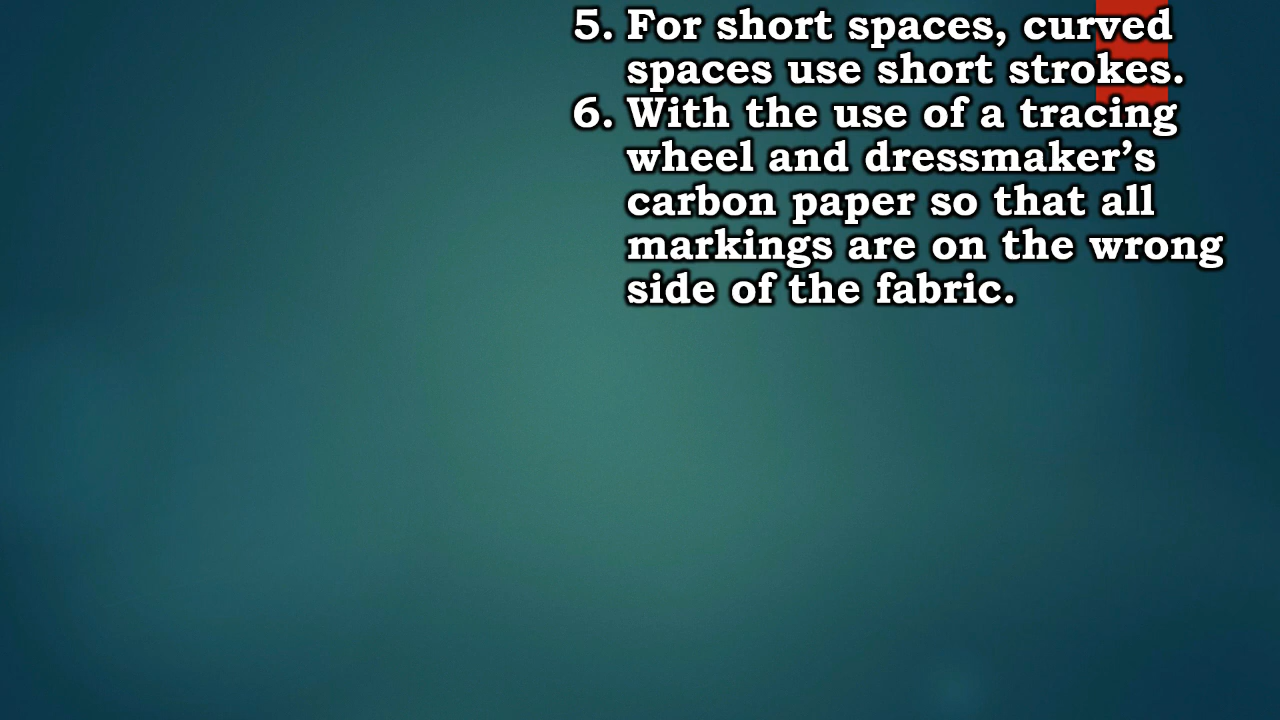 5. For short spaces, curved
spaces use short strokes.
6. With the use of a tracing
wheel and dressmaker’s
carbon paper so that all
markings are on the wrong
side of the fabric.